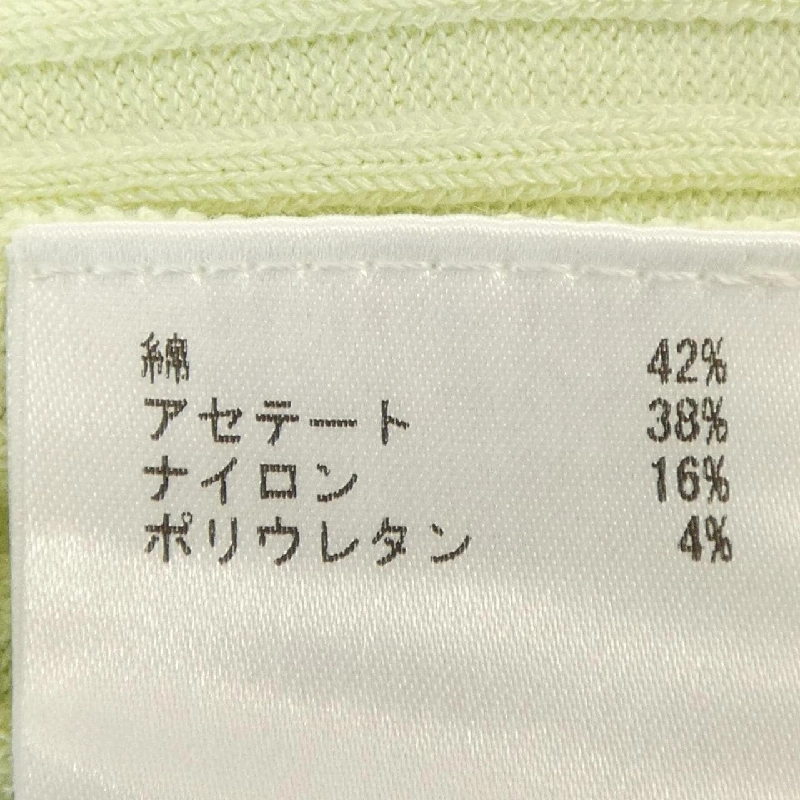 綿 42%
アセテート 38%
ナイロン 16%
ポリウレタン 4%